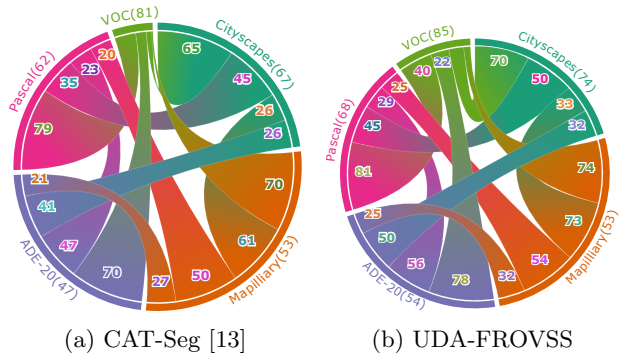 VOC(81)
Cityscapes(67)
Pascal(62)
ADE-20(47)
Mapilliary(53)
65
45
26
26
70
61
50
27
70
47
41
21
79
35
23
20
(a) CAT-Seg [13]
VOC(85)
Cityscapes(74)
Pascal(68)
ADE-20(54)
Mapilliary(53)
70
50
33
32
74
73
54
32
78
56
50
25
81
45
29
25
40
22
(b) UDA-FROVSS